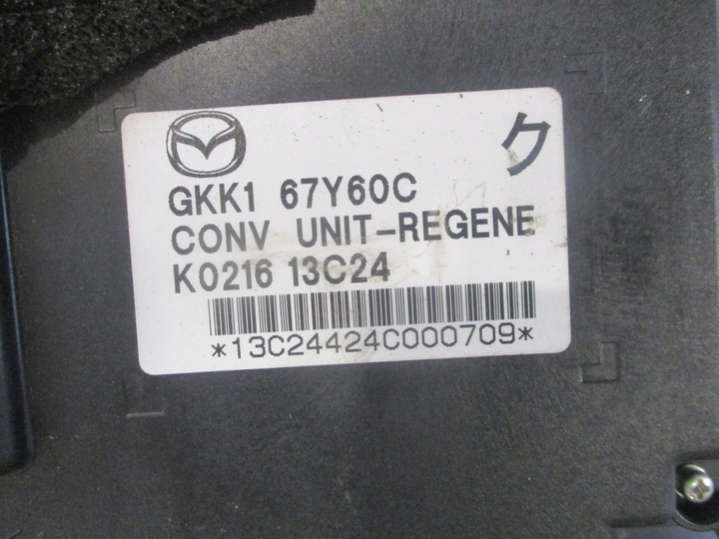 ク
GKK1 67Y60C
CONV UNIT-REGENE
K0216 13C24
*13C24424C000709*